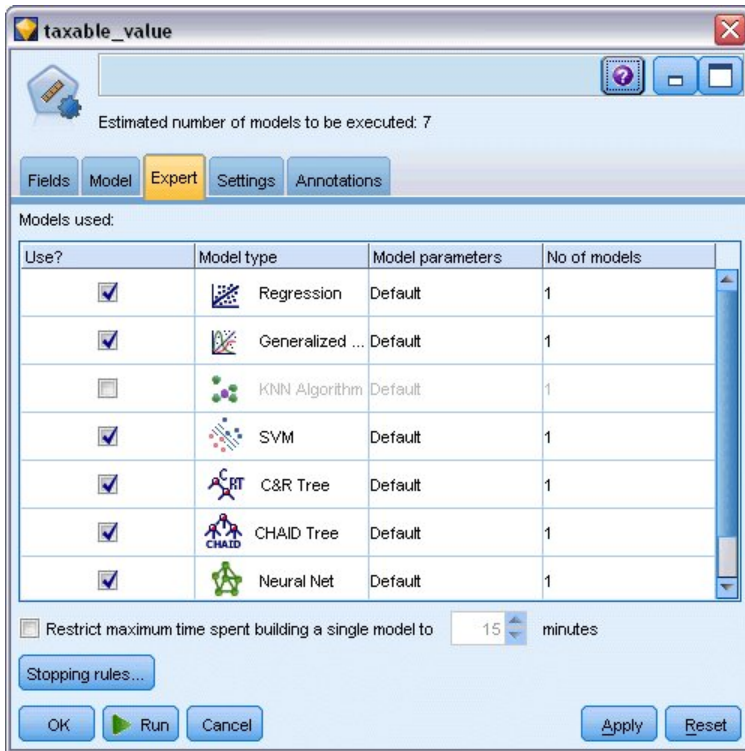 taxable_value
Estimated number of models to be executed: 7
Fields Model Expert Settings Annotations
Models used:
Use? Model type Model parameters No of models
Regression Default 1
Generalized ... Default 1
KNN Algorithm Default 1
SVM Default 1
C&RT C&R Tree Default 1
CHAID CHAID Tree Default 1
Neural Net Default 1
Restrict maximum time spent building a single model to 15 minutes
Stopping rules...
OK Run Cancel Apply Reset